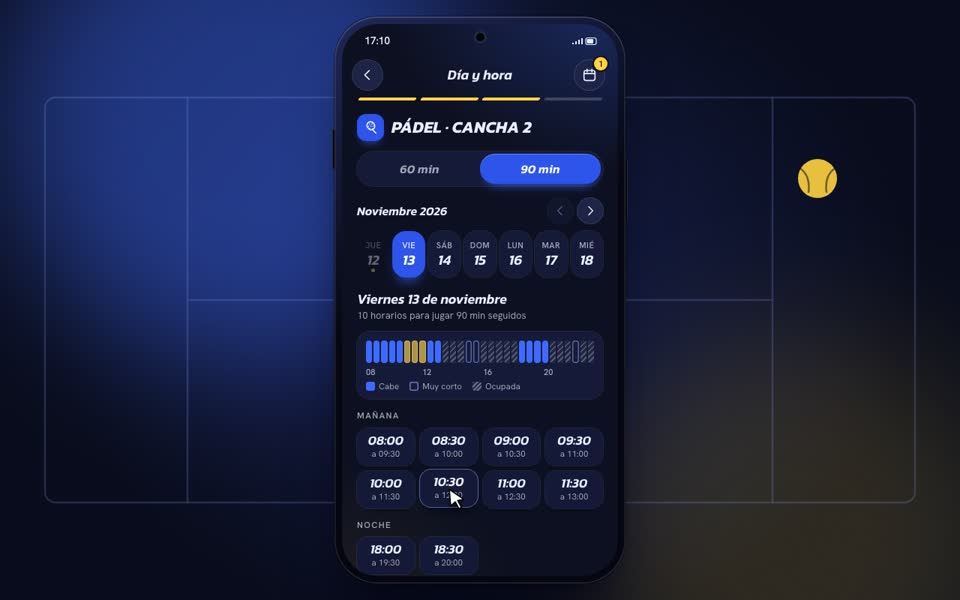 17:10
Día y hora
1
PÁDEL · CANCHA 2
60 min
90 min
Noviembre 2026
JUE VIE SÁB DOM LUN MAR MIÉ
12 13 14 15 16 17 18
Viernes 13 de noviembre
10 horarios para jugar 90 min seguidos
08 12 16 20
Cabe Muy corto Ocupada
MAÑANA
08:00 08:30 09:00 09:30
a 09:30 a 10:00 a 10:30 a 11:00
10:00 10:30 11:00 11:30
a 11:30 a a 12:30 a 13:00
NOCHE
18:00 18:30
a 19:30 a 20:00